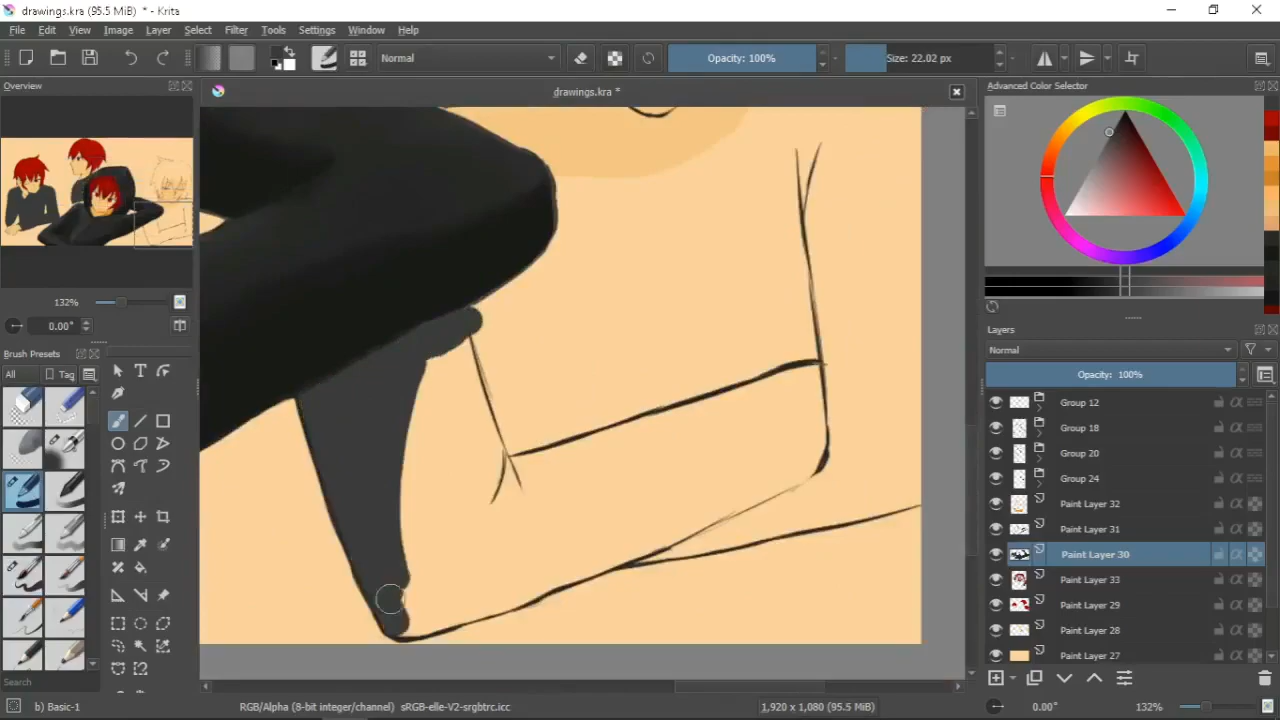 drawings.kra (95.5 MiB) * - Krita
File Edit View Image Layer Select Filter Tools Settings Window Help
Normal
Opacity: 100%
Size: 22.02 px
Overview
drawings.kra *
Advanced Color Selector
132%
0.00°
Brush Presets
All
Tag
Search
Layers
Normal
Opacity: 100%
Group 12
Group 18
Group 20
Group 24
Paint Layer 32
Paint Layer 31
Paint Layer 30
Paint Layer 33
Paint Layer 29
Paint Layer 28
Paint Layer 27
b) Basic-1
RGB/Alpha (8-bit integer/channel) sRGB-elle-V2-srgbtrc.icc
1,920 x 1,080 (95.5 MiB)
0.00°
132%